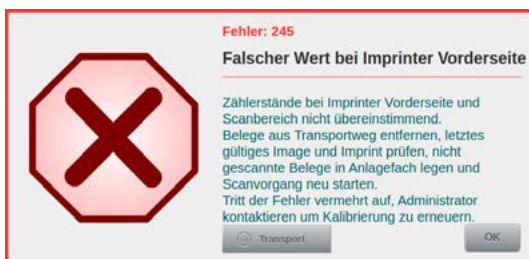 Fehler: 245
Falscher Wert bei Imprinter Vorderseite
Zählerstände bei Imprinter Vorderseite und
Scanbereich nicht übereinstimmend.
Belege aus Transportweg entfernen, letztes
gültiges Image und Imprint prüfen, nicht
gescannte Belege in Anlagefach legen und
Scanvorgang neu starten.
Tritt der Fehler vermehrt auf, Administrator
kontaktieren um Kalibrierung zu erneuern.
Transport
OK